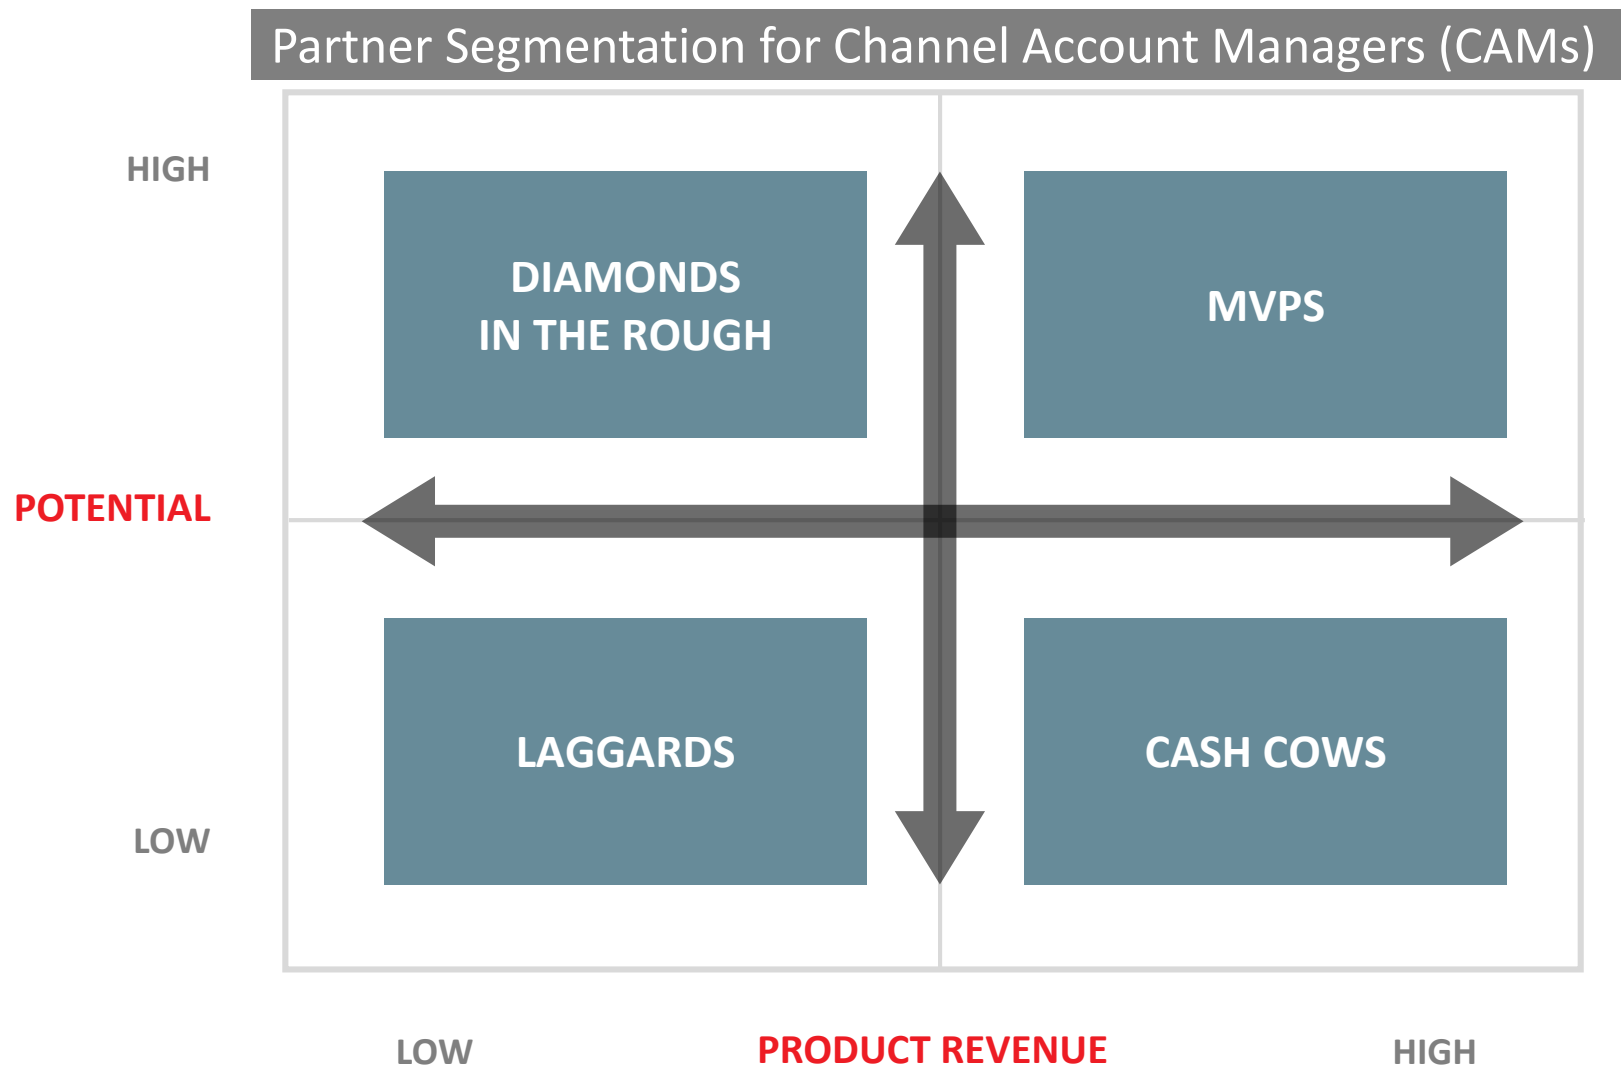 Partner Segmentation for Channel Account Managers (CAMs)
HIGH
DIAMONDS
IN THE ROUGH
MVPS
POTENTIAL
LAGGARDS
CASH COWS
LOW
LOW
PRODUCT REVENUE
HIGH